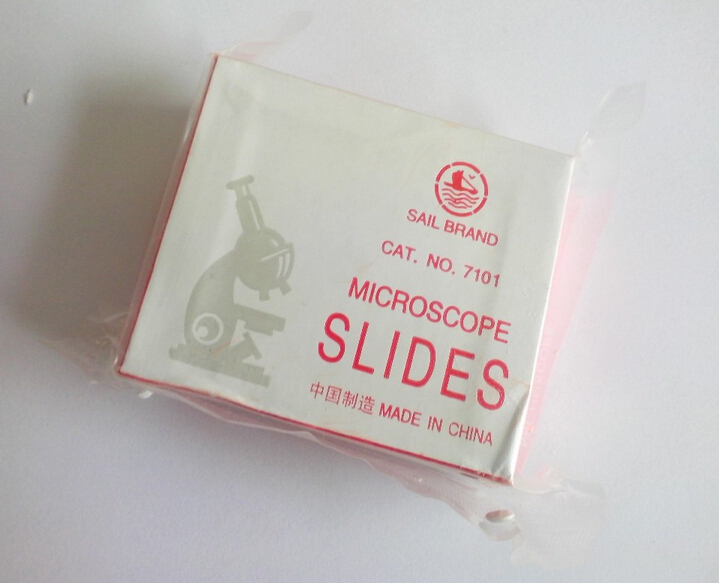 SAIL BRAND
CAT. NO. 7101
MICROSCOPE
SLIDES
中国制造 MADE IN CHINA